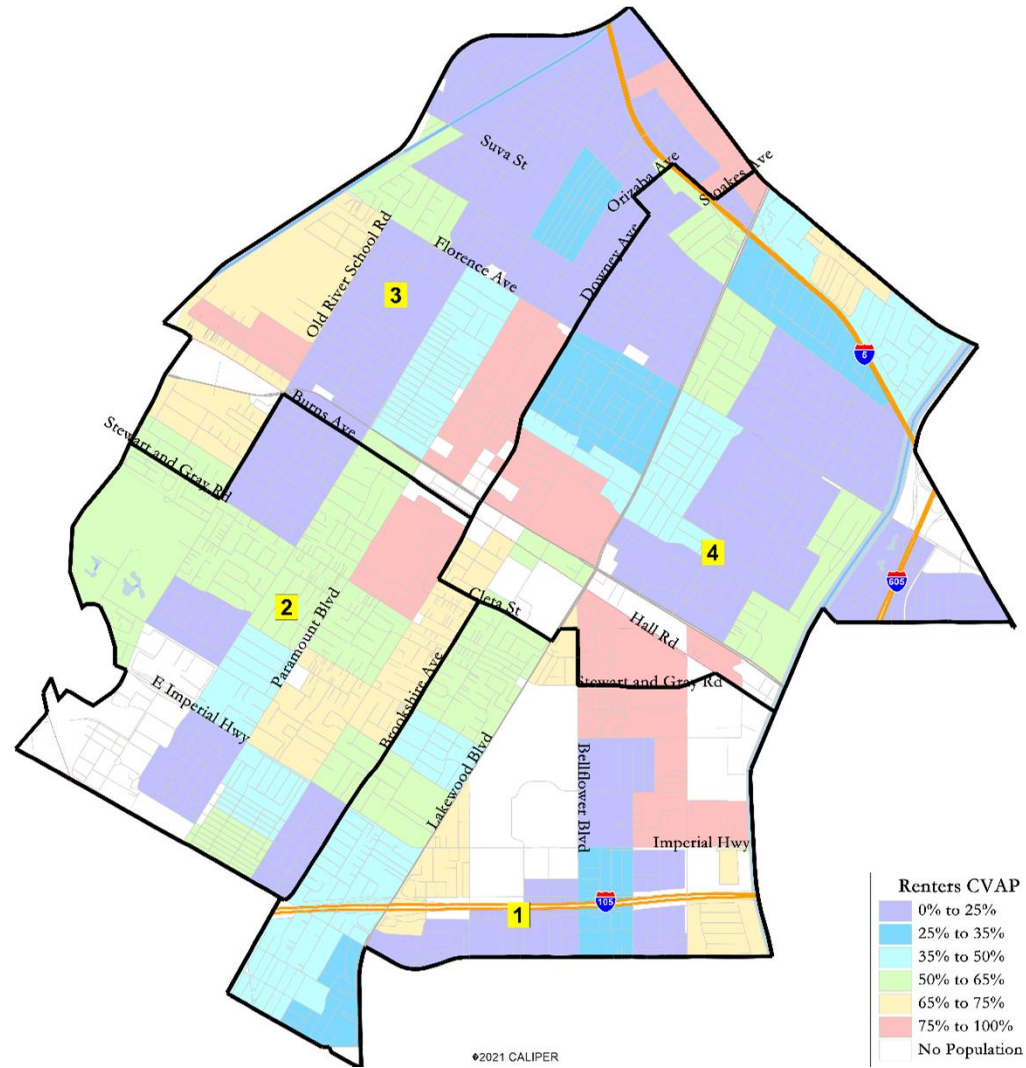 Suva St
Orizaba Ave
Stoakes Ave
Old River School Rd
Florence Ave
Downey Ave
3
6
Burns Ave
Stewart and Gray Rd
4
605
2
Paramount Blvd
Cleta St
Hall Rd
E Imperial Hwy
Brookshire Ave
Stewart and Gray Rd
Lakewood Blvd
Bellflower Blvd
Imperial Hwy
1
105
Renters CVAP
0% to 25%
25% to 35%
35% to 50%
50% to 65%
65% to 75%
75% to 100%
No Population
�2021 CALIPER